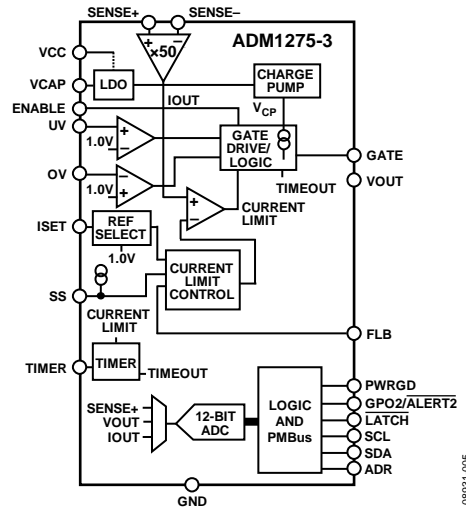 SENSE+ SENSE–
ADM1275-3
VCC
VCAP
LDO
+ –
×50
CHARGE
PUMP
IOUT
VCP
ENABLE
UV
1.0V
+
–
GATE
DRIVE/
LOGIC
GATE
TIMEOUT
VOUT
OV
1.0V
–
+
+
–
CURRENT
LIMIT
ISET
REF
SELECT
1.0V
CURRENT
LIMIT
CONTROL
SS
CURRENT
LIMIT
FLB
TIMER
TIMER
TIMEOUT
SENSE+
VOUT
IOUT
12-BIT
ADC
LOGIC
AND
PMBus
PWRGD
GPO2/ALERT2
LATCH
SCL
SDA
ADR
GND
08931-005